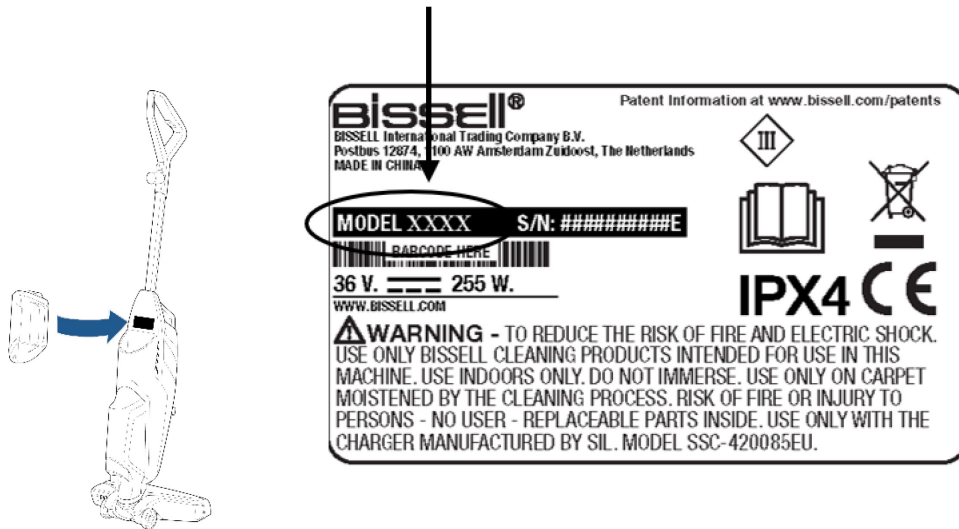 Bissell®
Patent Information at www.bissell.com/patents
BISSELL International Trading Company B.V.
Postbus 12874, 1100 AW Amsterdam Zuidoost, The Netherlands
MADE IN CHINA
III
MODEL XXXX S/N: ##########E
BARCODE HERE
36 V. 255 W.
WWW.BISSELL.COM
IPX4 CE
WARNING - TO REDUCE THE RISK OF FIRE AND ELECTRIC SHOCK.
USE ONLY BISSELL CLEANING PRODUCTS INTENDED FOR USE IN THIS
MACHINE. USE INDOORS ONLY. DO NOT IMMERSE. USE ONLY ON CARPET
MOISTENED BY THE CLEANING PROCESS. RISK OF FIRE OR INJURY TO
PERSONS - NO USER - REPLACEABLE PARTS INSIDE. USE ONLY WITH THE
CHARGER MANUFACTURED BY SIL. MODEL SSC-420085EU.